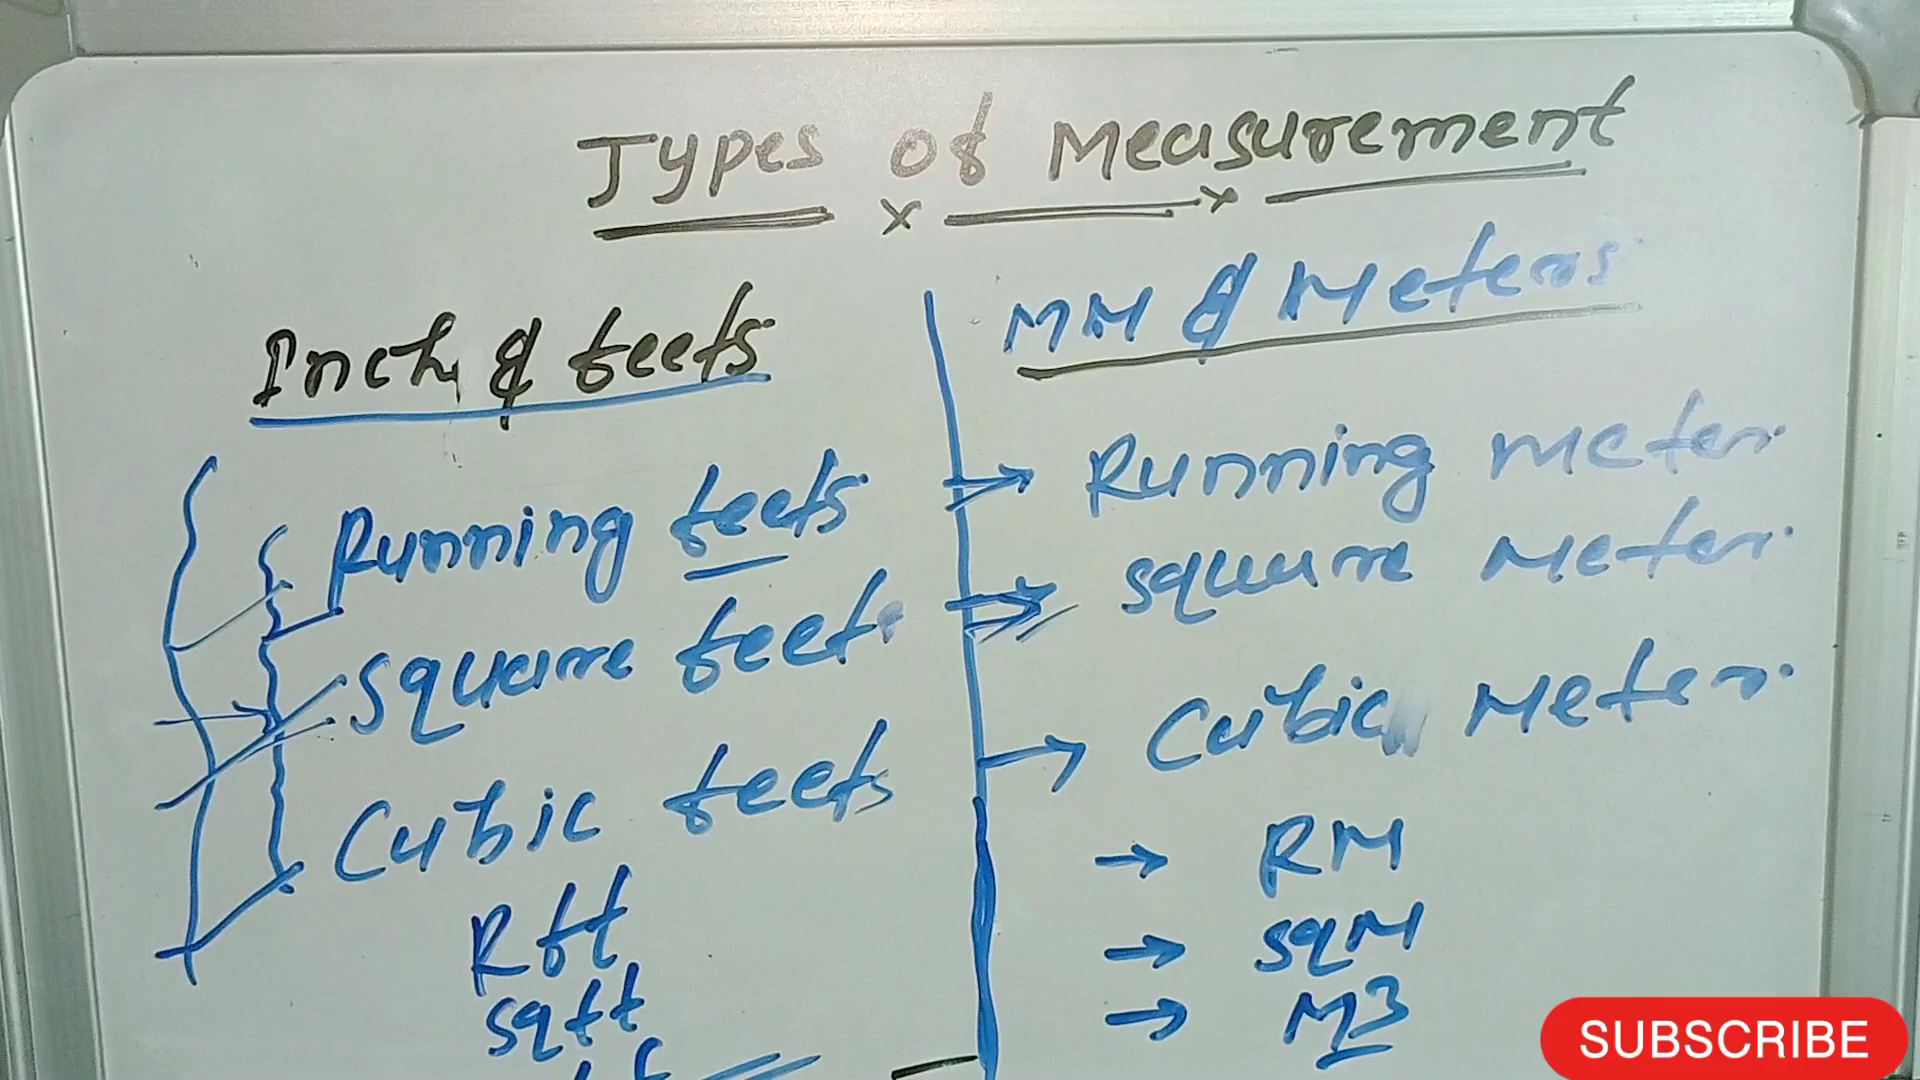 Types of Measurement
Inch & feets
Running feets
Square feets
Cubic feets
Rft
sqft
MM & Meters
Running meter
square Meter
Cubic Meter
→ RM
→ sqM
→ M3
SUBSCRIBE